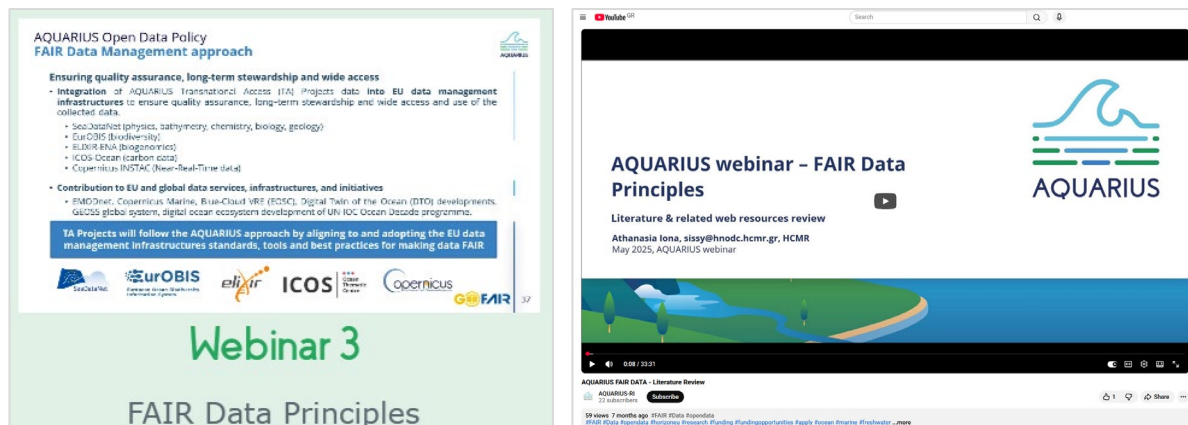 AQUARIUS Open Data Policy
FAIR Data Management approach
AQUARIUS
Ensuring quality assurance, long-term stewardship and wide access
• Integration of AQUARIUS Transnational Access (TA) Projects data into EU data management
infrastructures to ensure quality assurance, long-term stewardship and wide access and use of the
collected data.
• SeaDataNet (physics, bathymetry, chemistry, biology, geology)
• EurOBIS (biodiversity)
• ELIXIR-ENA (biogenomics)
• ICOS-Ocean (carbon data)
• Copernicus INSTAC (Near-Real-Time data)
• Contribution to EU and global data services, infrastructures, and initiatives
• EMODnet, Copernicus Marine, Blue-Cloud VRE (EOSC), Digital Twin of the Ocean (DTO) developments,
GEOSS global system, digital ocean ecosystem development of UN-IOC Ocean Decade programme.
TA Projects will follow the AQUARIUS approach by aligning to and adopting the EU data
management infrastructures standards, tools and best practices for making data FAIR
SeaDataNet
EurOBIS
European Ocean Biodiversity
Information System
elixir
ICOS
Ocean
Thematic
Centre
Copernicus
GO FAIR
37
Webinar 3
FAIR Data Principles
YouTube GR
Search
AQUARIUS webinar – FAIR Data
Principles
Literature & related web resources review
Athanasia Iona, sissy@hnodc.hcmr.gr, HCMR
May 2025, AQUARIUS webinar
AQUARIUS
0:08 / 33:31
AQUARIUS FAIR DATA - Literature Review
AQUARIUS-RI
22 subscribers
Subscribe
1
Share
59 views 7 months ago #FAIR #Data #opendata
#FAIR #Data #opendata #horizoneu #research #funding #fundingopportunities #apply #ocean #marine #freshwater ...more